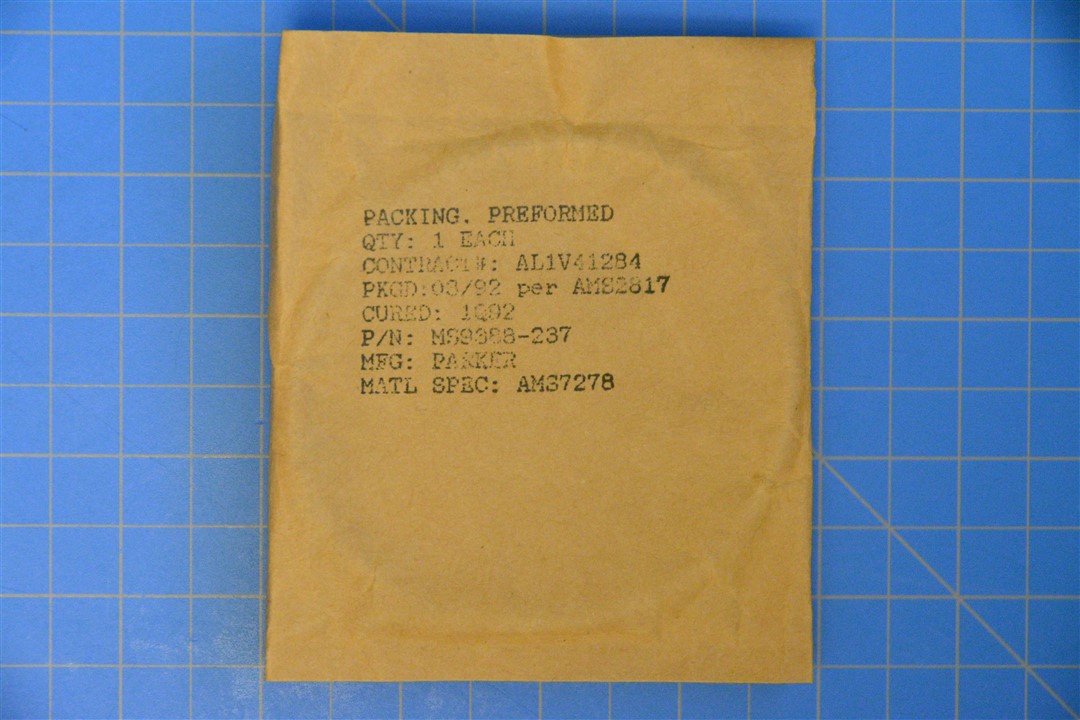 PACKING, PREFORMED
QTY: 1 EACH
CONTRACT#: AL1V41284
PKGD:03/92 per AMS2817
CURED: 1Q92
P/N: MS9388-237
MFG: PARKER
MATL SPEC: AMS7278